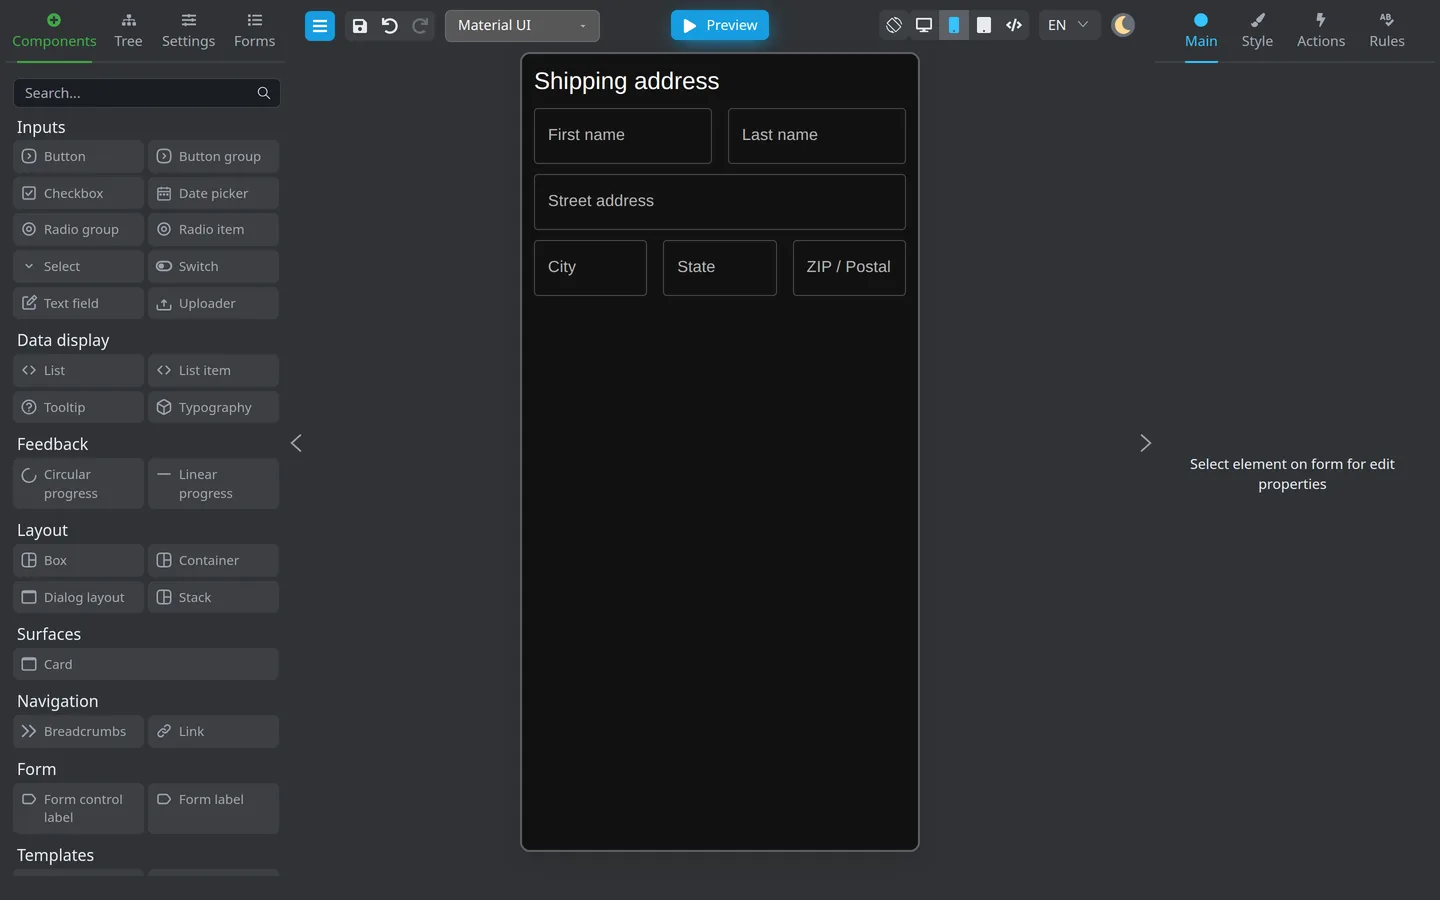 Components
Tree
Settings
Forms
Material UI
Preview
EN
Main
Style
Actions
Rules
Search...
Inputs
Button
Button group
Checkbox
Date picker
Radio group
Radio item
Select
Switch
Text field
Uploader
Data display
List
List item
Tooltip
Typography
Feedback
Circular
progress
Linear
progress
Layout
Box
Container
Dialog layout
Stack
Surfaces
Card
Navigation
Breadcrumbs
Link
Form
Form control
label
Form label
Templates
Shipping address
First name
Last name
Street address
City
State
ZIP / Postal
Select element on form for edit
properties